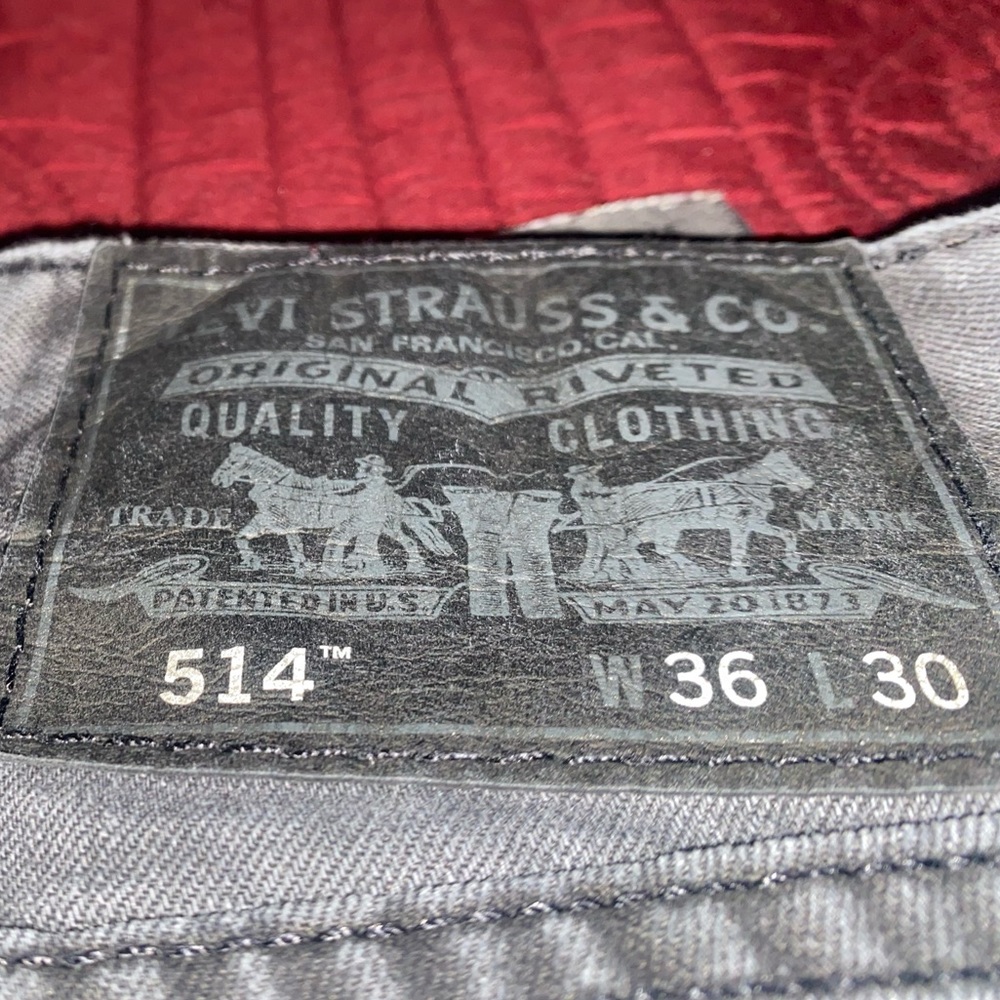 LEVI STRAUSS & CO.
SAN FRANCISCO, CAL.
ORIGINAL RIVETED
QUALITY CLOTHING
TRADE MARK
PATENTED IN U.S. MAY 20 1873
514™ W 36 L 30